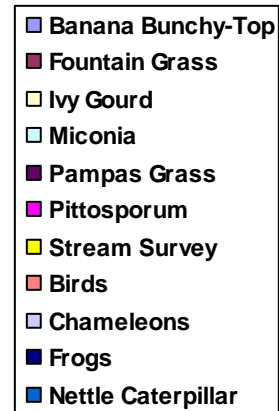 Banana Bunchy-Top
Fountain Grass
Ivy Gourd
Miconia
Pampas Grass
Pittosporum
Stream Survey
Birds
Chameleons
Frogs
Nettle Caterpillar